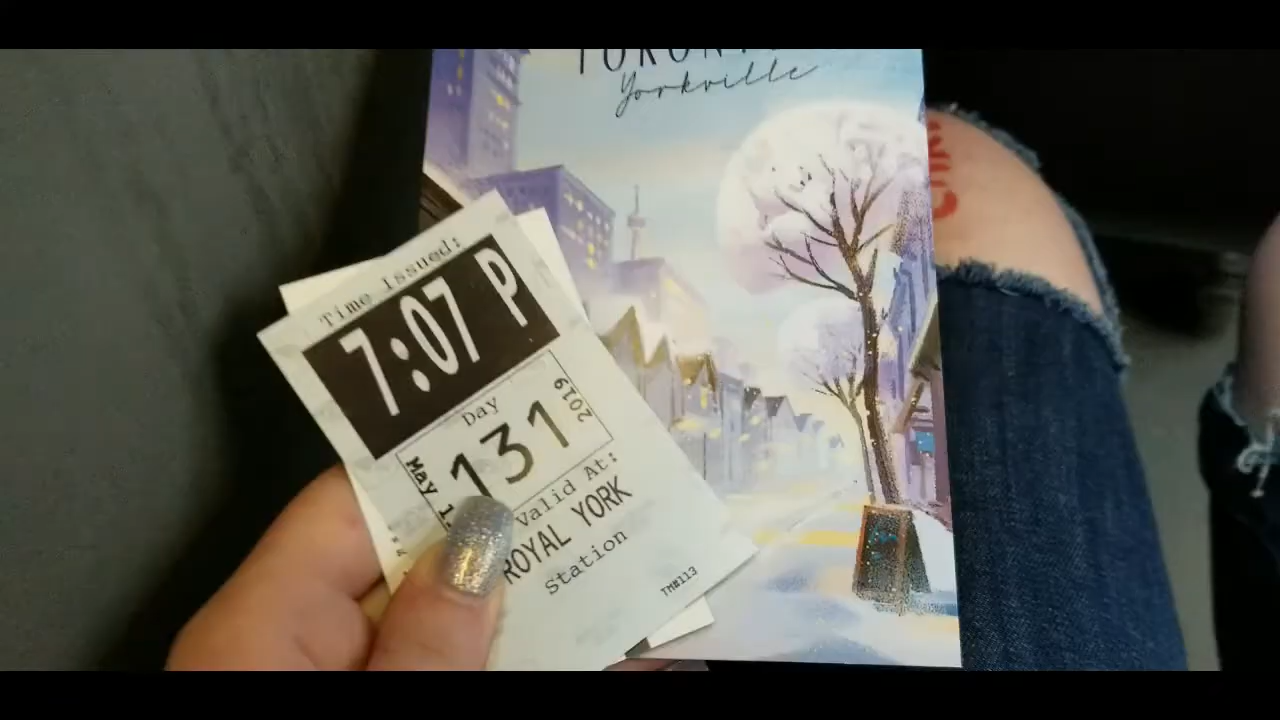 Yorkville
Time Issued:
7:07 P
Day
131
2019
May 1
Valid At:
ROYAL YORK
Station
TM#113